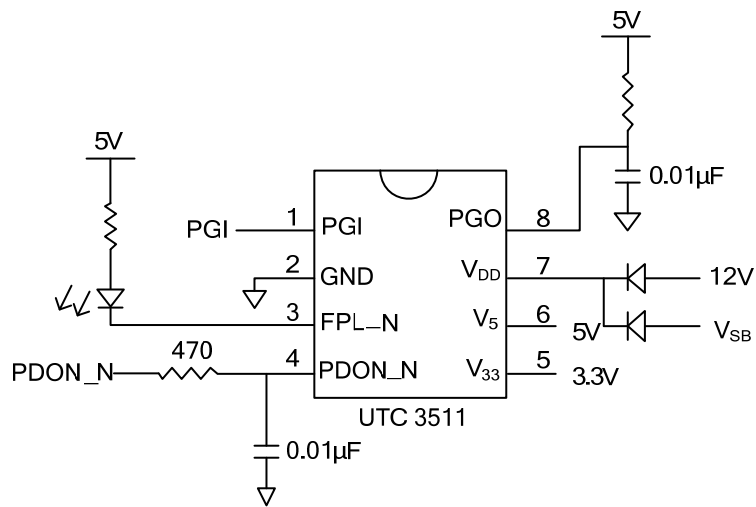 5V
5V
0.01µF
PGI 1 PGI PGO 8
2 GND VDD 7 12V
3 FPL_N V5 6 5V VSB
470
PDON_N 4 PDON_N V33 5 3.3V
UTC 3511
0.01µF